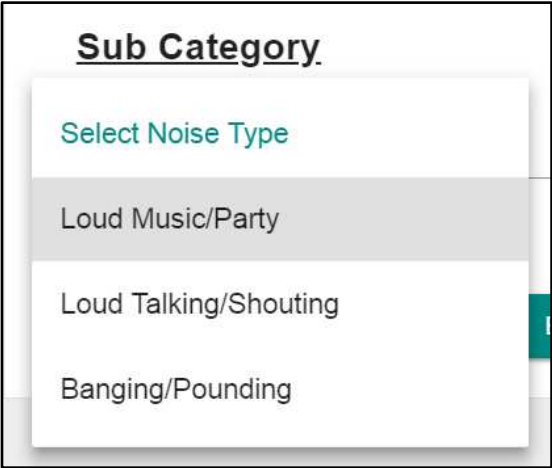 Sub Category
Select Noise Type
Loud Music/Party
Loud Talking/Shouting
Banging/Pounding